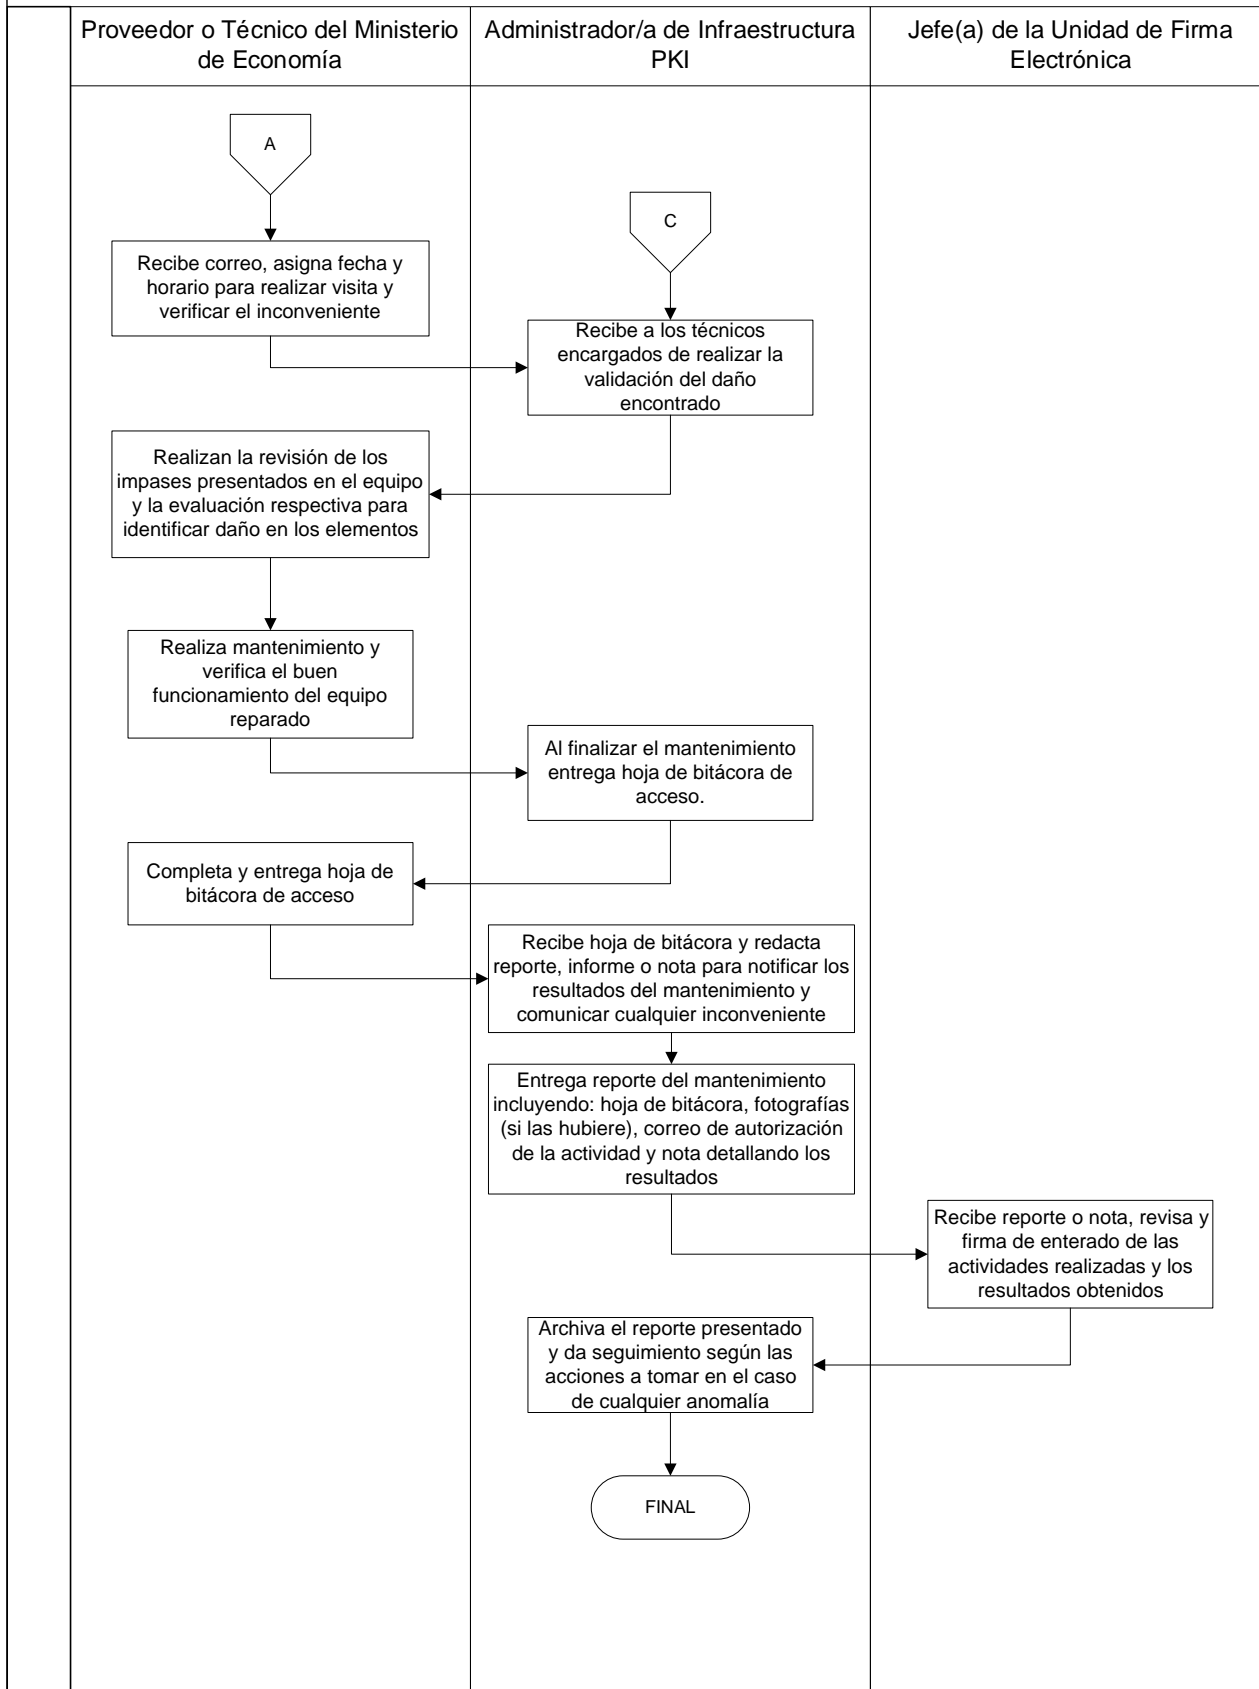 Proveedor o Técnico del Ministerio
de Economía
Administrador/a de Infraestructura
PKI
Jefe(a) de la Unidad de Firma
Electrónica
A
C
Recibe correo, asigna fecha y
horario para realizar visita y
verificar el inconveniente
Recibe a los técnicos
encargados de realizar la
validación del daño
encontrado
Realizan la revisión de los
impases presentados en el equipo
y la evaluación respectiva para
identificar daño en los elementos
Realiza mantenimiento y
verifica el buen
funcionamiento del equipo
reparado
Al finalizar el mantenimiento
entrega hoja de bitácora de
acceso.
Completa y entrega hoja de
bitácora de acceso
Recibe hoja de bitácora y redacta
reporte, informe o nota para notificar los
resultados del mantenimiento y
comunicar cualquier inconveniente
Entrega reporte del mantenimiento
incluyendo: hoja de bitácora, fotografías
(si las hubiere), correo de autorización
de la actividad y nota detallando los
resultados
Recibe reporte o nota, revisa y
firma de enterado de las
actividades realizadas y los
resultados obtenidos
Archiva el reporte presentado
y da seguimiento según las
acciones a tomar en el caso
de cualquier anomalía
FINAL